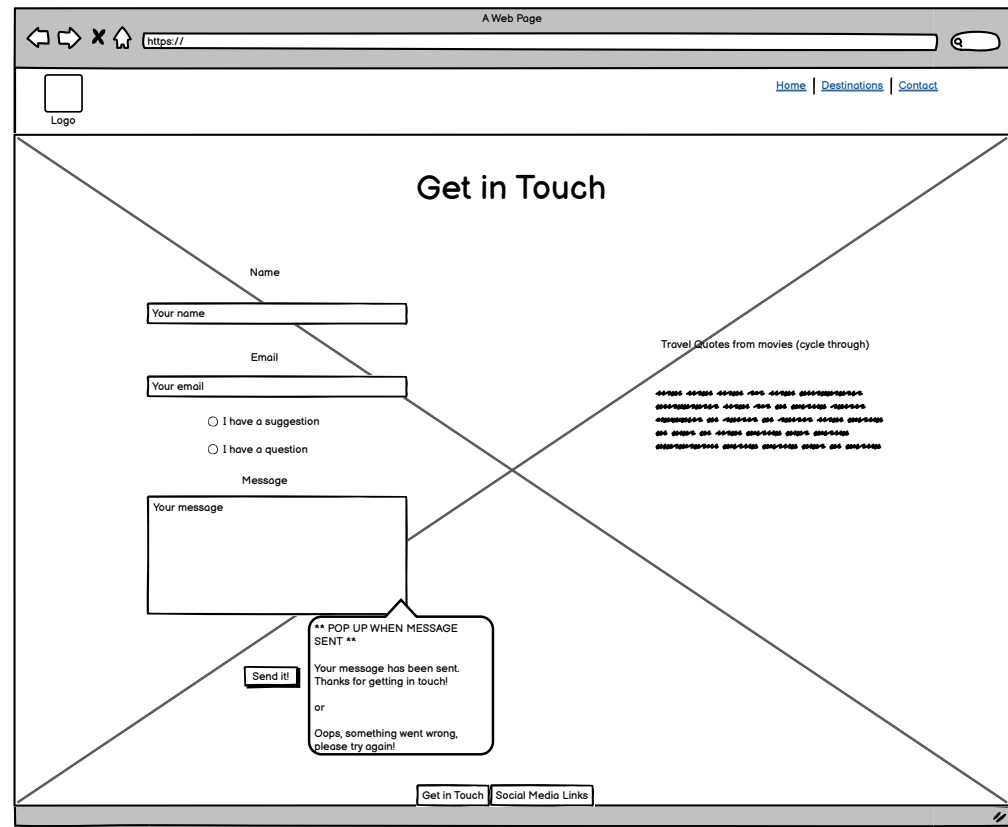 A Web Page
https://
Logo
Home | Destinations | Contact
Get in Touch
Name
Your name
Email
Your email
I have a suggestion
I have a question
Message
Your message
Travel Quotes from movies (cycle through)
** POP UP WHEN MESSAGE
SENT **
Your message has been sent.
Thanks for getting in touch!
or
Oops, something went wrong,
please try again!
Send it!
Get in Touch
Social Media Links